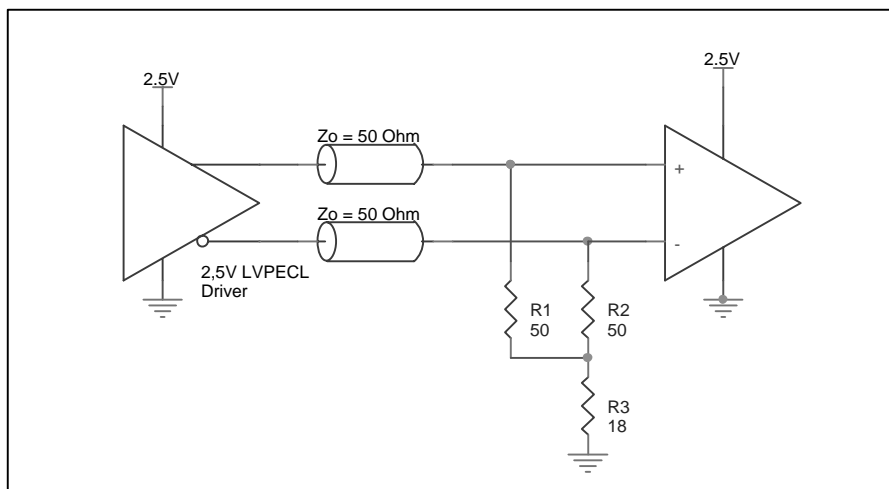 2.5V
2.5V
Zo = 50 Ohm
+
Zo = 50 Ohm
-
2,5V LVPECL
Driver
R1
50
R2
50
R3
18